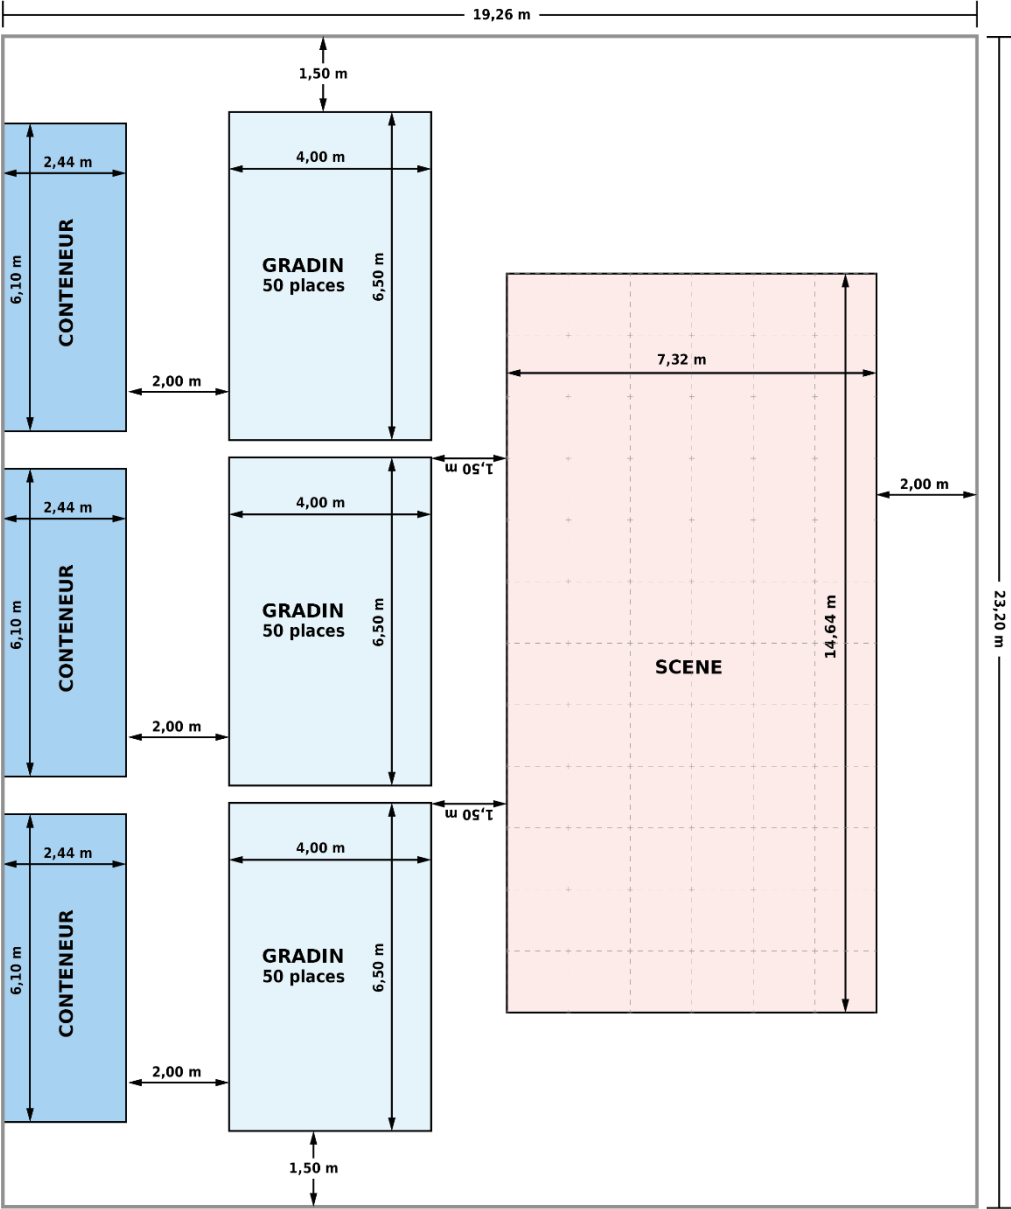 19,26 m
1,50 m
2,44 m
4,00 m
6,10 m
CONTENEUR
GRADIN
50 places
6,50 m
7,32 m
2,00 m
1,50 m
2,00 m
2,44 m
4,00 m
6,10 m
CONTENEUR
GRADIN
50 places
6,50 m
14,64 m
23,20 m
SCENE
2,00 m
1,50 m
2,44 m
4,00 m
6,10 m
CONTENEUR
GRADIN
50 places
6,50 m
2,00 m
1,50 m